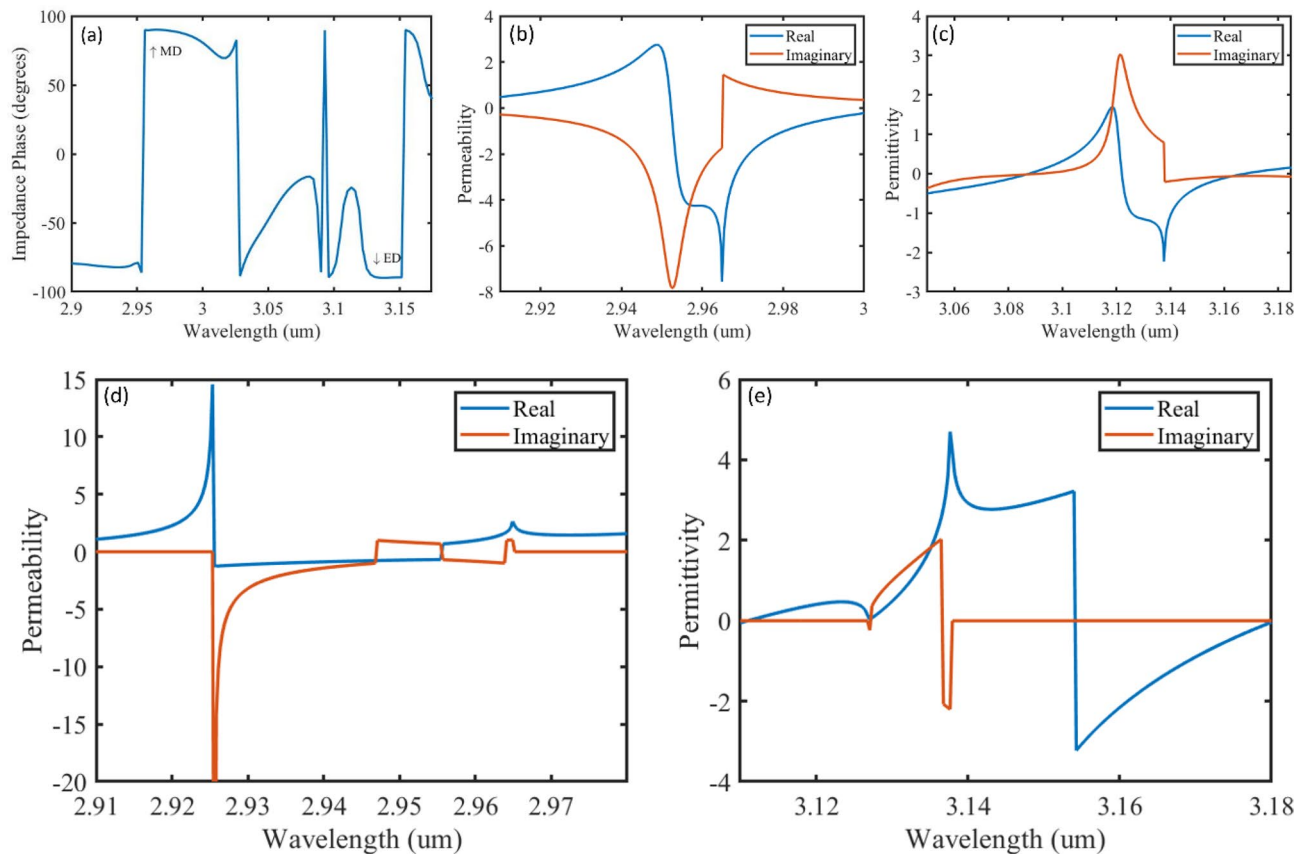 (a)
Impedance Phase (degrees)
100
50
0
-50
-100
↑ MD
↓ ED
2.9 2.95 3 3.05 3.1 3.15
Wavelength (um)
(b)
Permeability
4
2
0
-2
-4
-6
-8
Real
Imaginary
2.92 2.94 2.96 2.98 3
Wavelength (um)
(c)
Permittivity
4
3
2
1
0
-1
-2
-3
Real
Imaginary
3.06 3.08 3.1 3.12 3.14 3.16 3.18
Wavelength (um)
(d)
Permeability
15
10
5
0
-5
-10
-15
-20
Real
Imaginary
2.91 2.92 2.93 2.94 2.95 2.96 2.97
Wavelength (um)
(e)
Permittivity
6
4
2
0
-2
-4
Real
Imaginary
3.12 3.14 3.16 3.18
Wavelength (um)